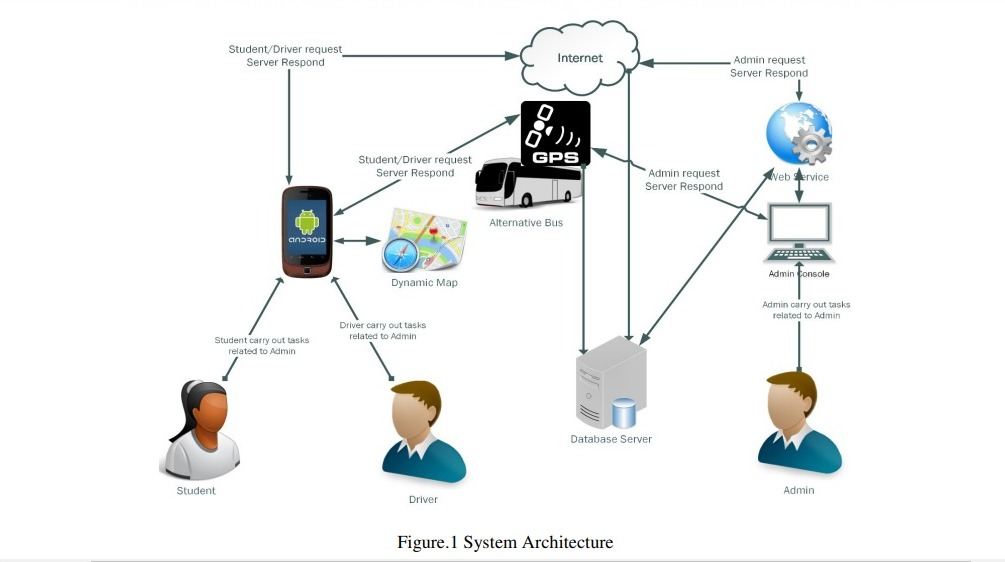 Student/Driver request
Server Respond
Internet
Admin request
Server Respond
GPS
Student/Driver request
Server Respond
Admin request
Server Respond
Web Service
Alternative Bus
ANDROID
Dynamic Map
Admin Console
Admin carry out tasks
related to Admin
Student carry out tasks
related to Admin
Driver carry out tasks
related to Admin
Database Server
Student
Driver
Admin
Figure.1 System Architecture